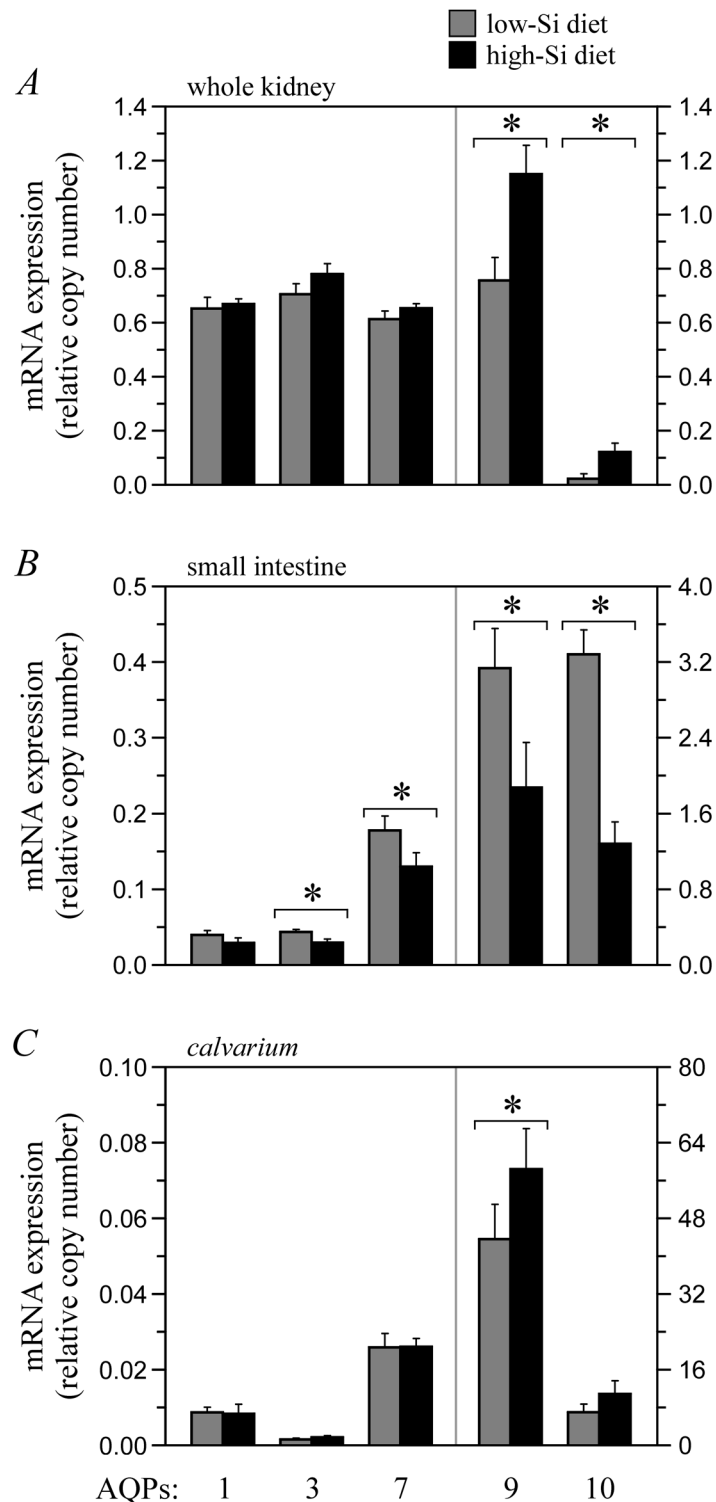 low-Si diet
high-Si diet
A
whole kidney
mRNA expression
(relative copy number)
1.4
1.2
1.0
0.8
0.6
0.4
0.2
0.0
* *
1.4
1.2
1.0
0.8
0.6
0.4
0.2
0.0
B
small intestine
mRNA expression
(relative copy number)
0.5
0.4
0.3
0.2
0.1
0.0
* * * *
4.0
3.2
2.4
1.6
0.8
0.0
C
calvarium
mRNA expression
(relative copy number)
0.10
0.08
0.06
0.04
0.02
0.00
*
80
64
48
32
16
0
AQPs: 1 3 7 9 10